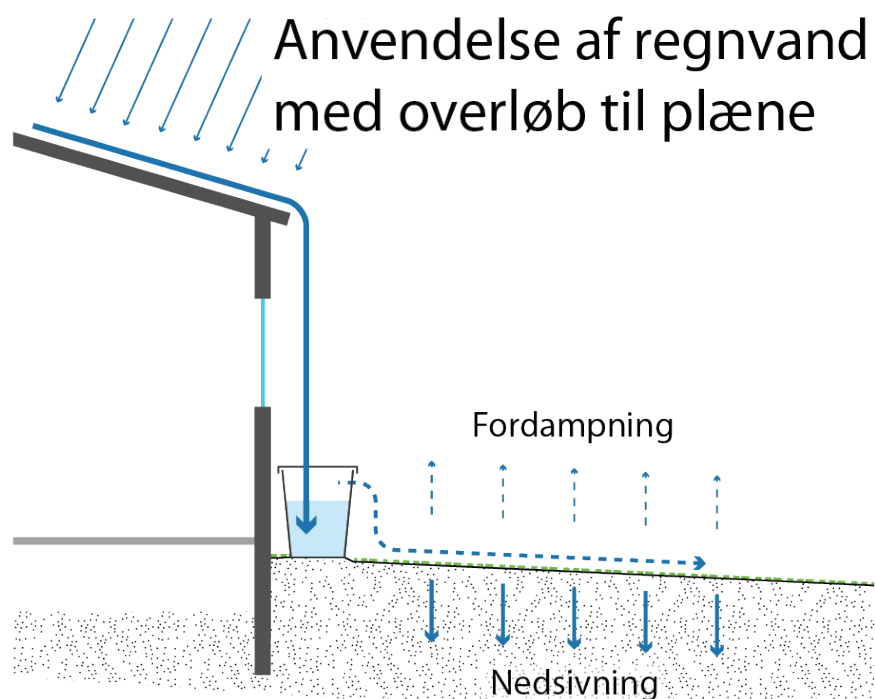 Anvendelse af regnvand
med overløb til plæne
Fordampning
Nedsivning